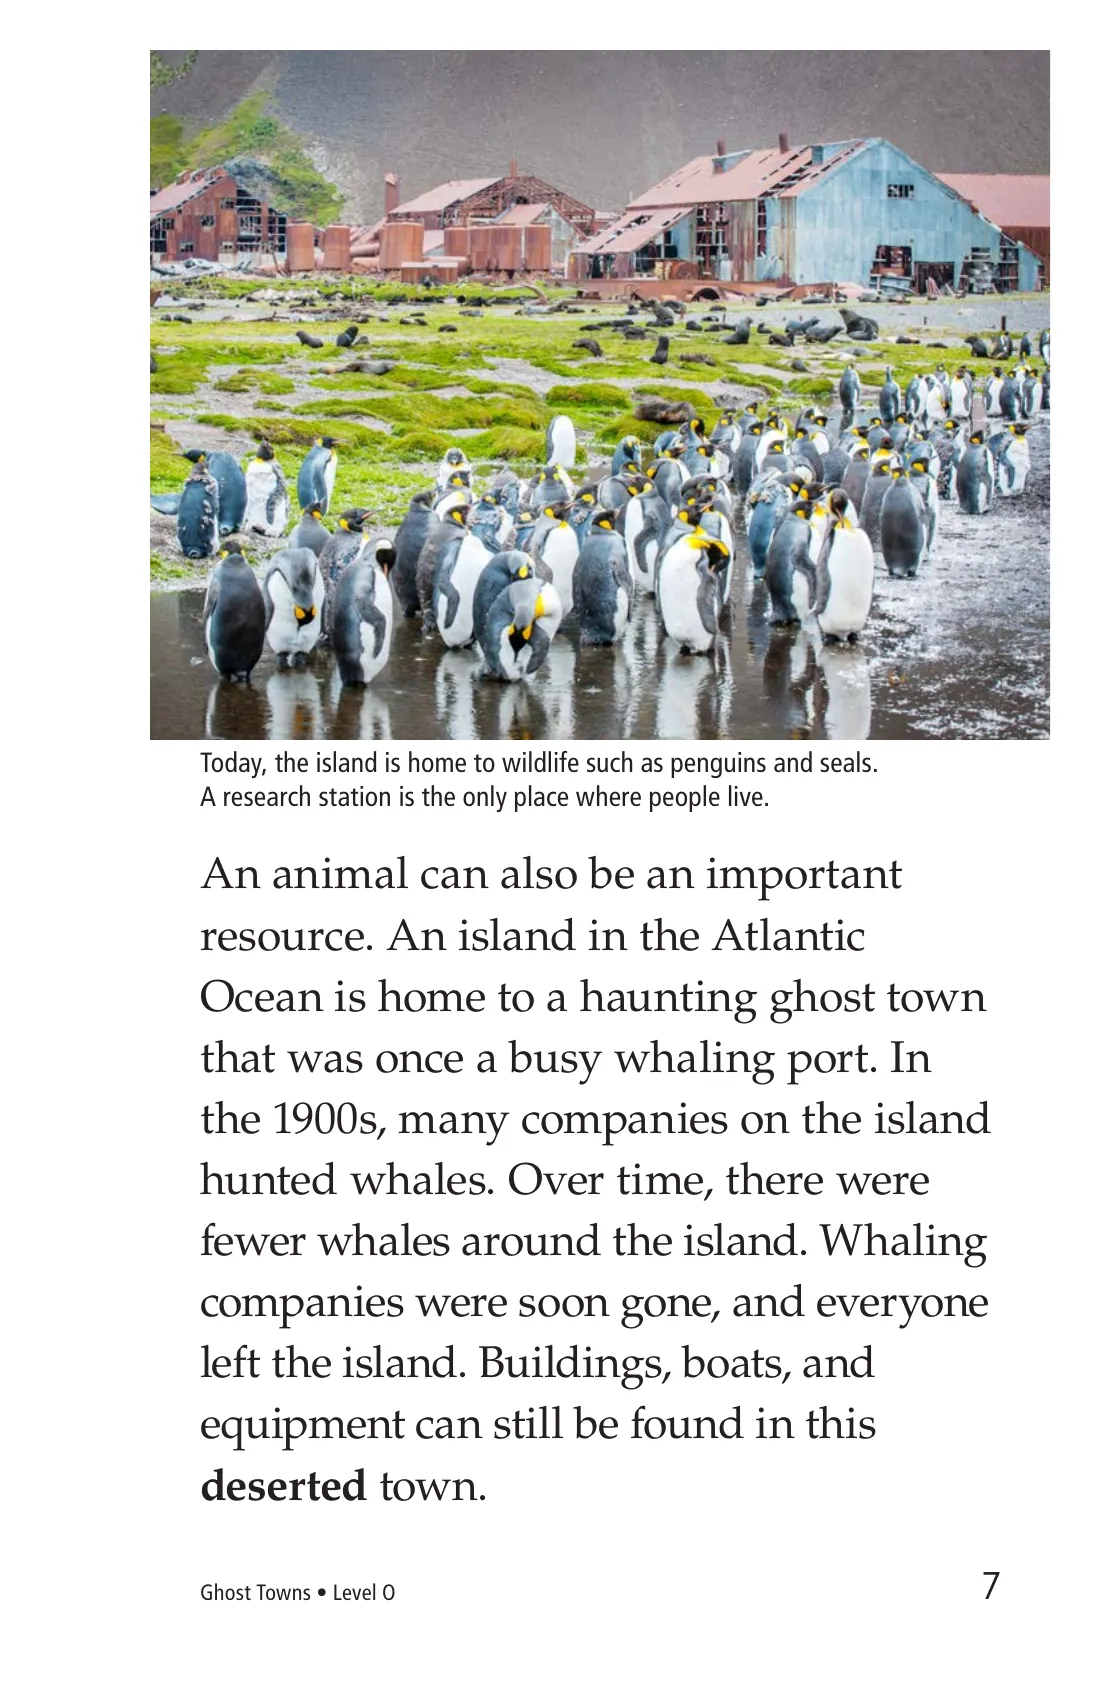 Today, the island is home to wildlife such as penguins and seals.
A research station is the only place where people live.
An animal can also be an important
resource. An island in the Atlantic
Ocean is home to a haunting ghost town
that was once a busy whaling port. In
the 1900s, many companies on the island
hunted whales. Over time, there were
fewer whales around the island. Whaling
companies were soon gone, and everyone
left the island. Buildings, boats, and
equipment can still be found in this
deserted town.
Ghost Towns • Level O
7